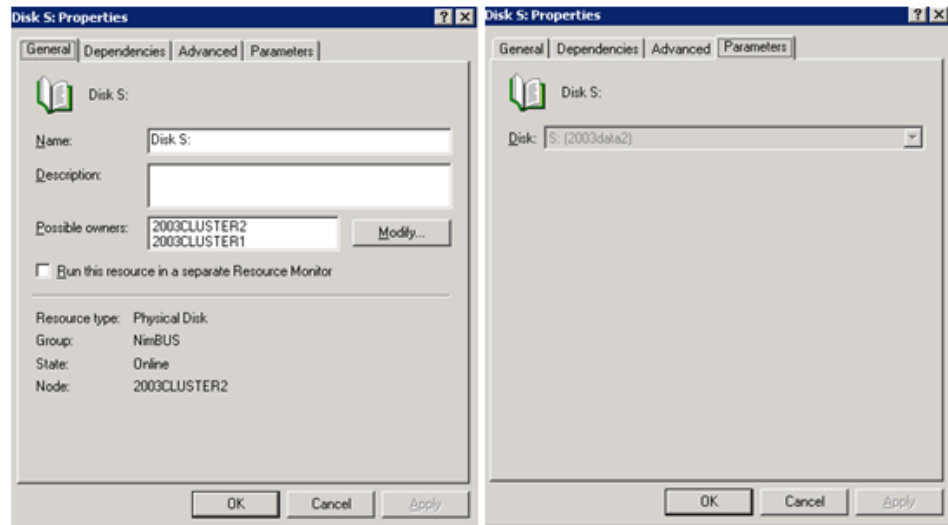 Disk S: Properties
General Dependencies Advanced Parameters
Disk S:
Name: Disk S:
Description:
Possible owners: 2003CLUSTER2
2003CLUSTER1
Modify...
Run this resource in a separate Resource Monitor
Resource type: Physical Disk
Group: NimBUS
State: Online
Node: 2003CLUSTER2
OK Cancel Apply
Disk S: Properties
General Dependencies Advanced Parameters
Disk S:
Disk: S: (2003data2)
OK Cancel Apply